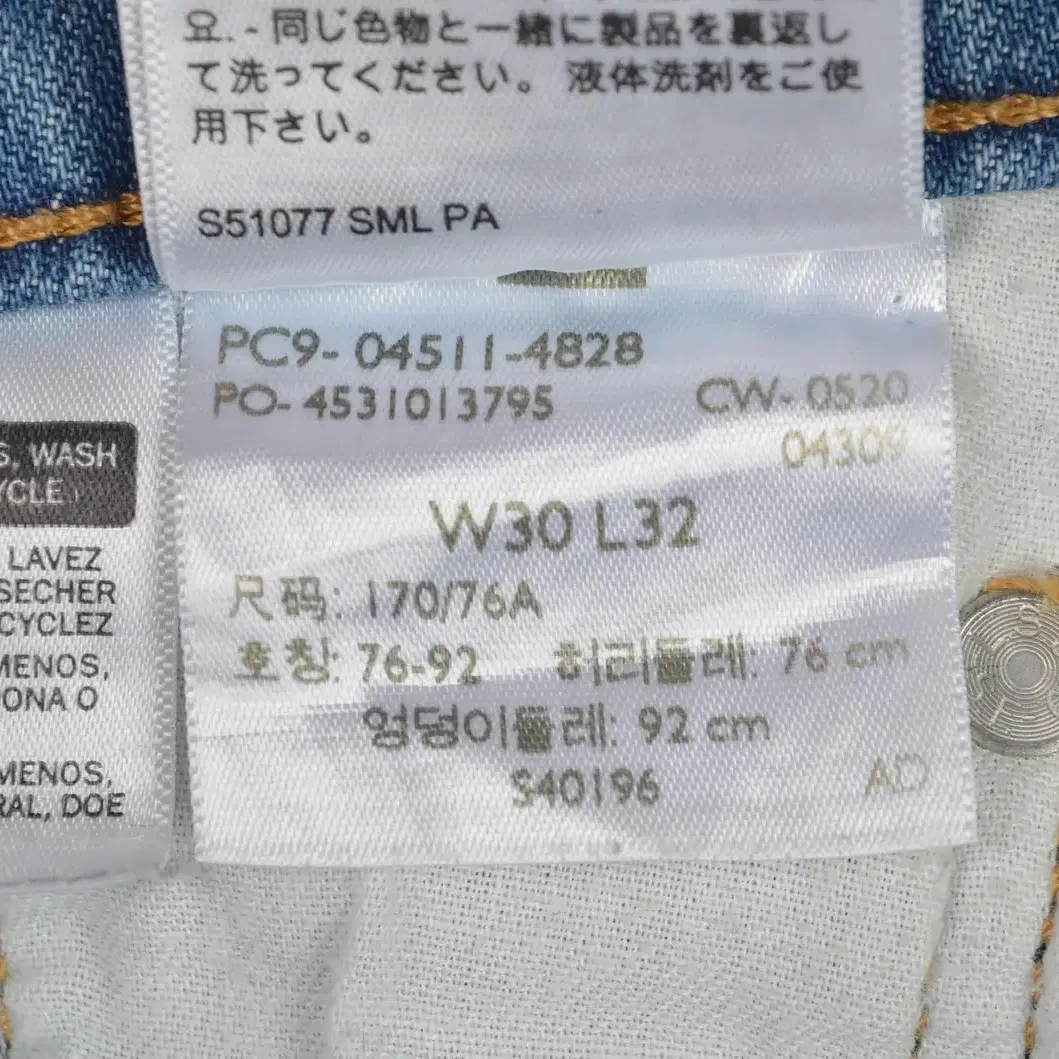 요. - 同じ色物と一緒に製品を裏返し
て洗ってください。 液体洗剤をご使
用下さい。
S51077 SML PA
PC9- 04511-4828
PO- 4531013795
CW- 0520
04309
W30 L32
尺码: 170/76A
호칭: 76-92 허리둘레: 76 cm
엉덩이둘레: 92 cm
S40196
AD
S, WASH
YCLE
LAVEZ
SECHER
CYCLEZ
MENOS,
ONA O
MENOS,
RAL, DOE